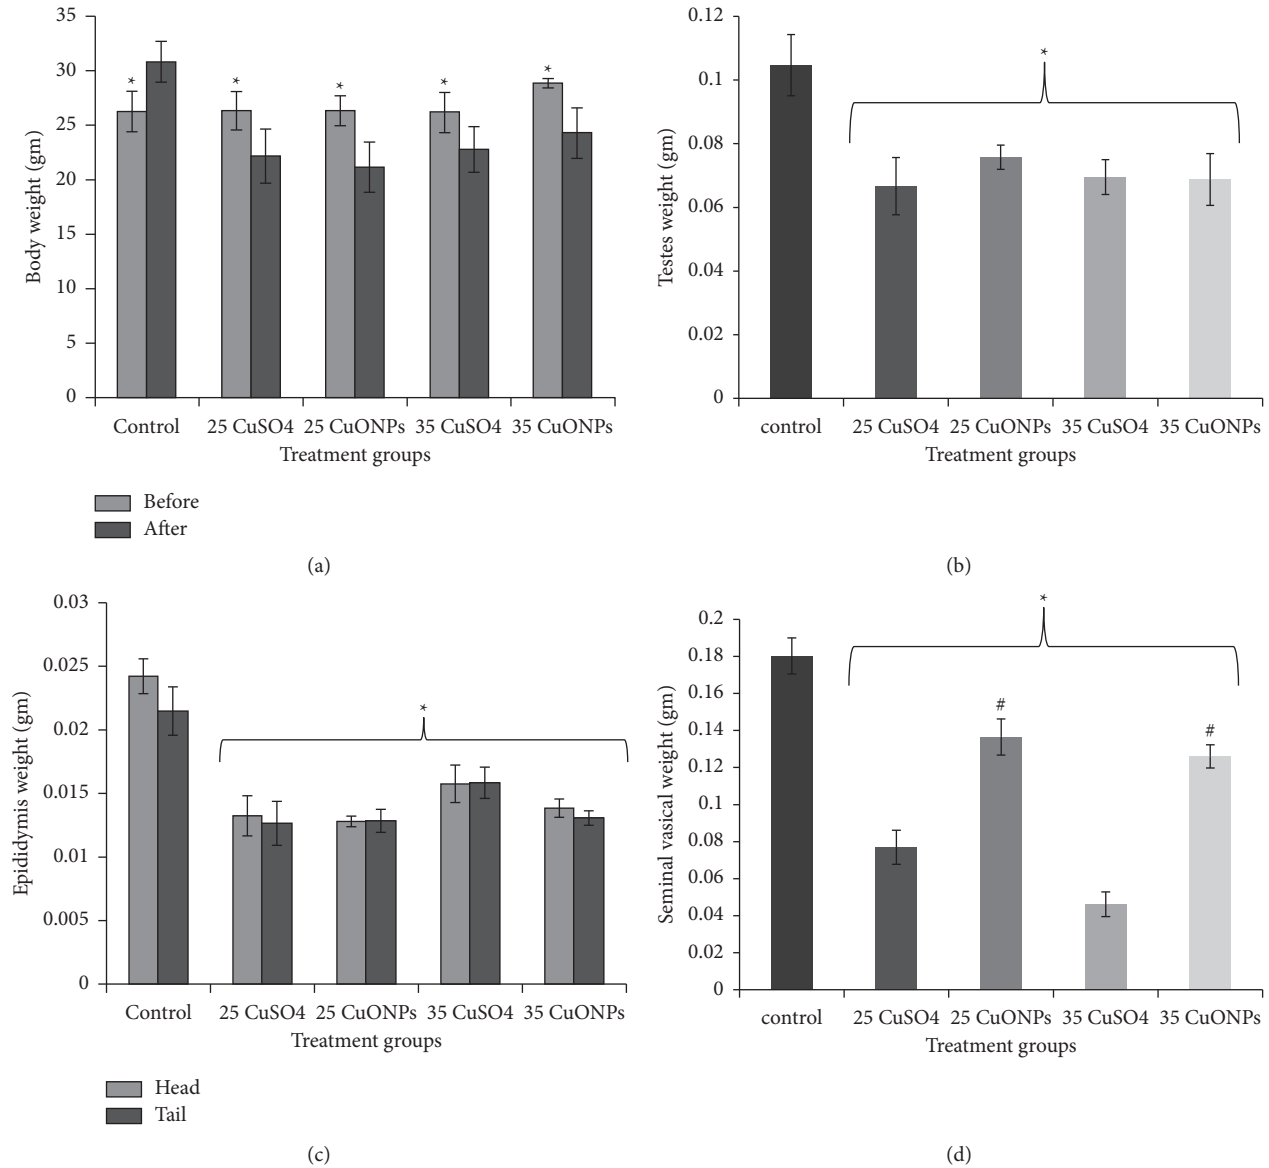 35
30
25
20
15
10
5
0
Body weight (gm)
* * * * *
Control 25 CuSO4 25 CuONPs 35 CuSO4 35 CuONPs
Treatment groups
Before
After
(a)
0.12
0.1
0.08
0.06
0.04
0.02
0
Testes weight (gm)
*
control 25 CuSO4 25 CuONPs 35 CuSO4 35 CuONPs
Treatment groups
(b)
0.03
0.025
0.02
0.015
0.01
0.005
0
Epididymis weight (gm)
*
Control 25 CuSO4 25 CuONPs 35 CuSO4 35 CuONPs
Treatment groups
Head
Tail
(c)
0.2
0.18
0.16
0.14
0.12
0.1
0.08
0.06
0.04
0.02
0
Seminal vasical weight (gm)
*
# #
control 25 CuSO4 25 CuONPs 35 CuSO4 35 CuONPs
Treatment groups
(d)